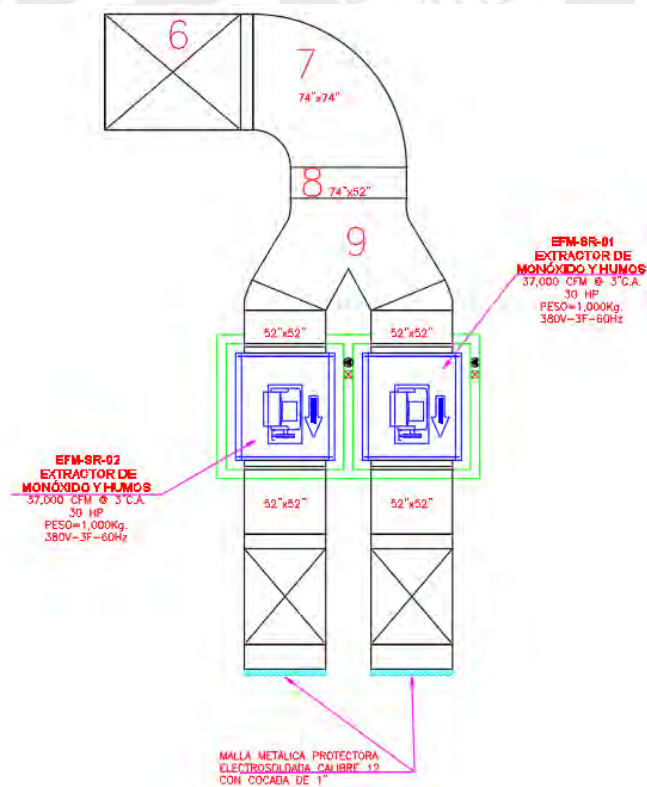 6
7
74"x74"
8 74"x52"
9
EFM-SR-01
EXTRACTOR DE
MONÓXIDO Y HUMOS
37,000 CFM @ 3"C.A.
30 HP
PESO=1,000Kg.
380V-3F-60Hz
52"x52" 52"x52"
EFM-SR-02
EXTRACTOR DE
MONÓXIDO Y HUMOS
37,000 CFM @ 3"C.A.
30 HP
PESO=1,000Kg.
380V-3F-60Hz
52"x52" 52"x52"
MALLA METÁLICA PROTECTORA
ELECTROSOLDADA CALIBRE 12
CON COCADA DE 1"